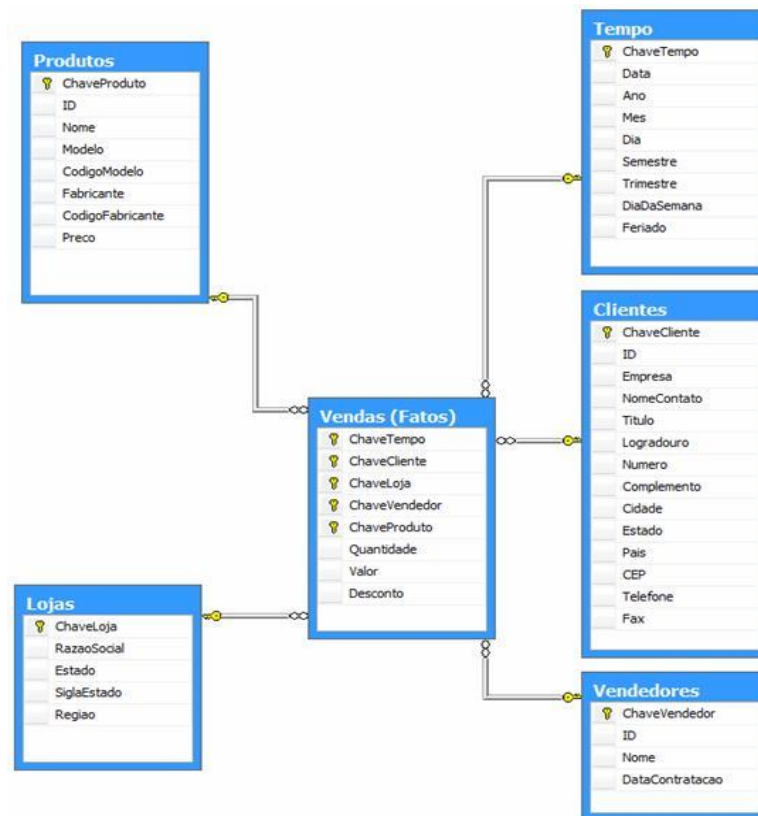 Produtos
ChaveProduto
ID
Nome
Modelo
CodigoModelo
Fabricante
CodigoFabricante
Preco
Tempo
ChaveTempo
Data
Ano
Mes
Dia
Semestre
Trimestre
DiaDaSemana
Feriado
Clientes
ChaveCliente
ID
Empresa
NomeContato
Titulo
Logradouro
Numero
Complemento
Cidade
Estado
Pais
CEP
Telefone
Fax
Vendas (Fatos)
ChaveTempo
ChaveCliente
ChaveLoja
ChaveVendedor
ChaveProduto
Quantidade
Valor
Desconto
Lojas
ChaveLoja
RazaoSocial
Estado
SiglaEstado
Regiao
Vendedores
ChaveVendedor
ID
Nome
DataContratacao